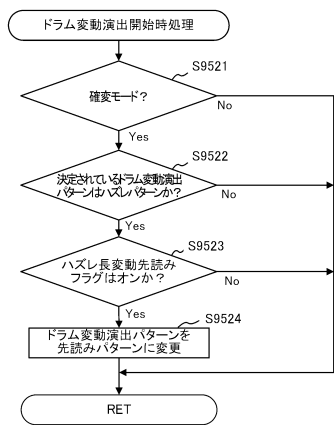 ドラム変動演出開始時処理
S9521
確変モード？
No
Yes
S9522
決定されているドラム変動演出
パターンはハズレパターンか？
No
Yes
S9523
ハズレ長変動先読み
フラグはオンか？
No
Yes
S9524
ドラム変動演出パターンを
先読みパターンに変更
RET